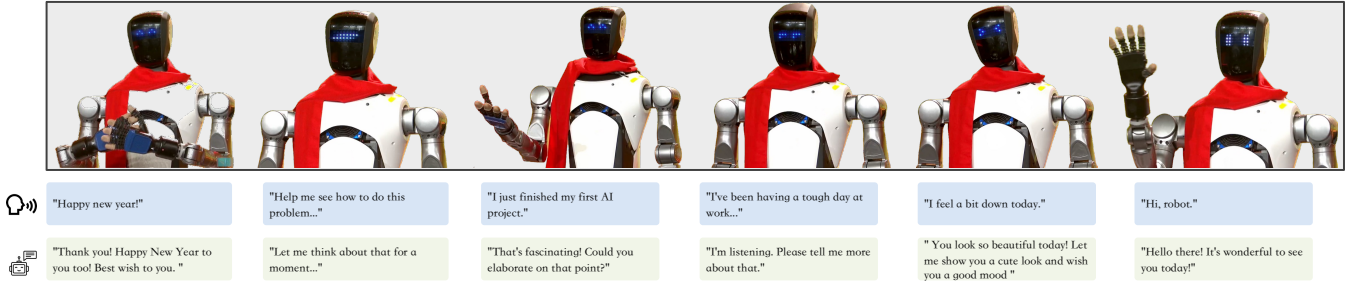 "Happy new year!"
"Help me see how to do this
problem..."
"I just finished my first AI
project."
"I've been having a tough day at
work..."
"I feel a bit down today."
"Hi, robot."
"Thank you! Happy New Year to
you too! Best wish to you. "
"Let me think about that for a
moment..."
"That's fascinating! Could you
elaborate on that point?"
"I'm listening. Please tell me more
about that."
" You look so beautiful today! Let
me show you a cute look and wish
you a good mood "
"Hello there! It's wonderful to see
you today!"